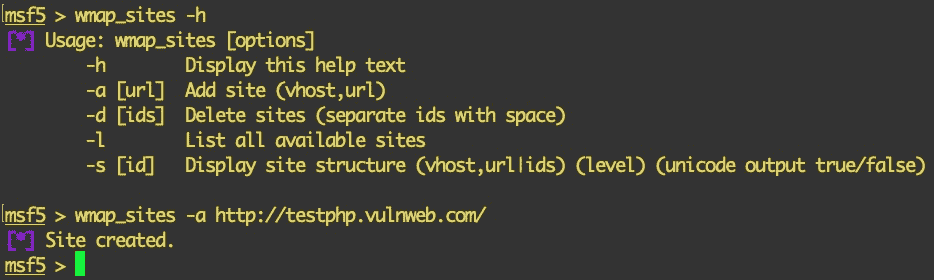 msf5 > wmap_sites -h
[*] Usage: wmap_sites [options]
-h Display this help text
-a [url] Add site (vhost,url)
-d [ids] Delete sites (separate ids with space)
-l List all available sites
-s [id] Display site structure (vhost,url|ids) (level) (unicode output true/false)
msf5 > wmap_sites -a http://testphp.vulnweb.com/
[*] Site created.
msf5 >